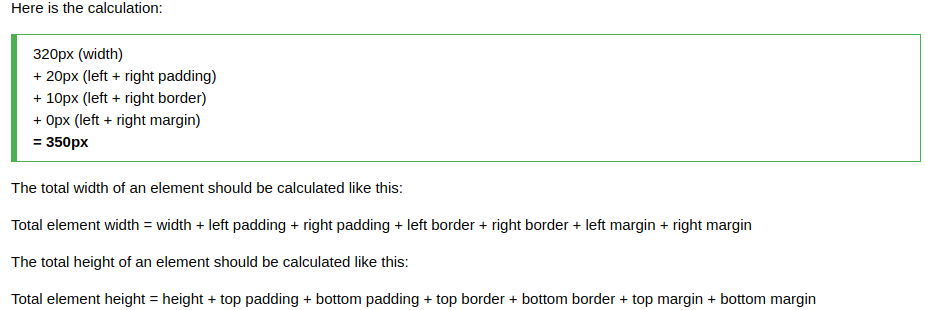 Here is the calculation:
320px (width)
+ 20px (left + right padding)
+ 10px (left + right border)
+ 0px (left + right margin)
= 350px
The total width of an element should be calculated like this:
Total element width = width + left padding + right padding + left border + right border + left margin + right margin
The total height of an element should be calculated like this:
Total element height = height + top padding + bottom padding + top border + bottom border + top margin + bottom margin